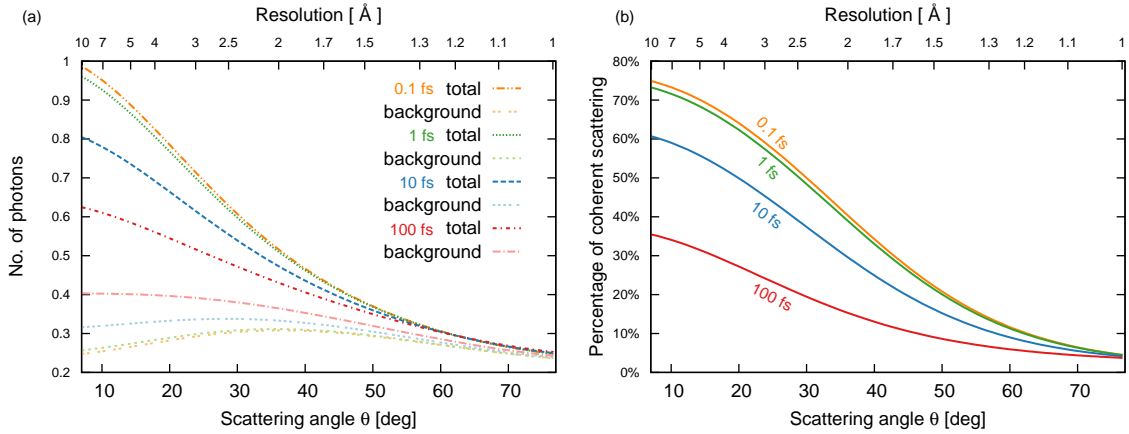 (a)
Resolution [ Å ]
10 7 5 4 3 2.5 2 1.7 1.5 1.3 1.2 1.1 1
1
0.9
0.8
0.7
0.6
0.5
0.4
0.3
0.2
No. of photons
0.1 fs total
background
1 fs total
background
10 fs total
background
100 fs total
background
10 20 30 40 50 60 70
Scattering angle θ [deg]
(b)
Resolution [ Å ]
10 7 5 4 3 2.5 2 1.7 1.5 1.3 1.2 1.1 1
80%
70%
60%
50%
40%
30%
20%
10%
0%
Percentage of coherent scattering
0.1 fs
1 fs
10 fs
100 fs
10 20 30 40 50 60 70
Scattering angle θ [deg]